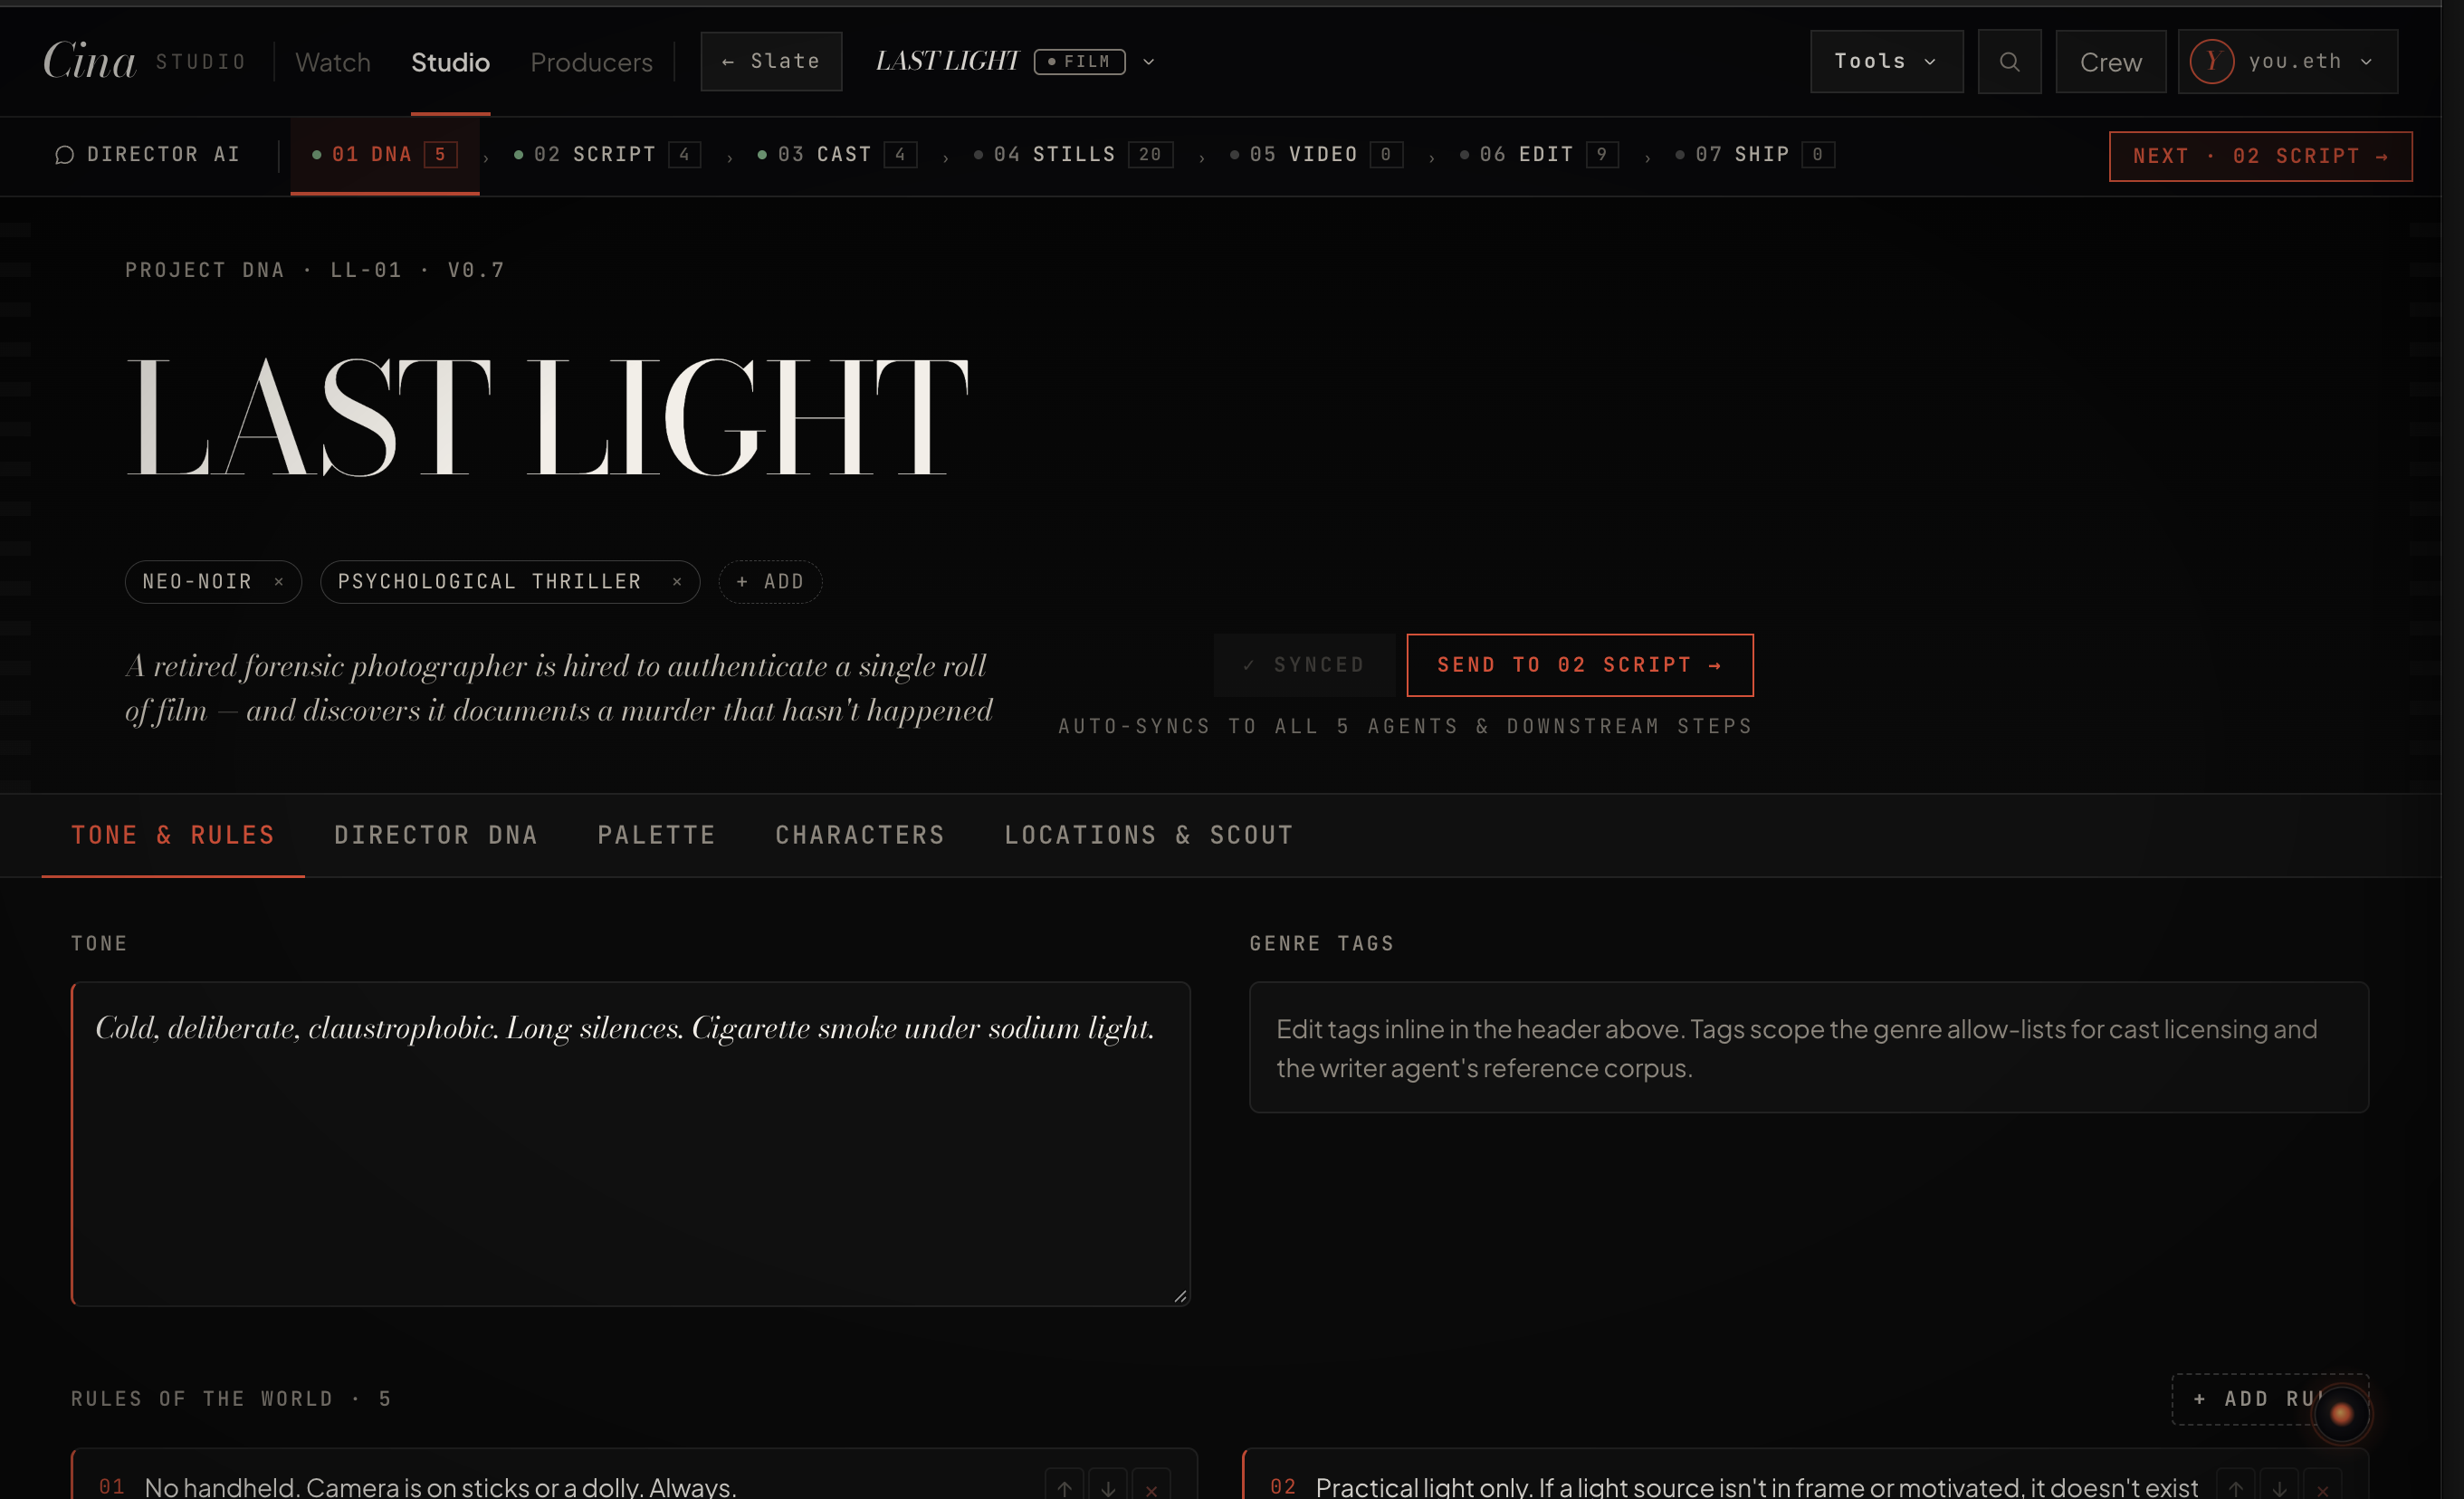 Cina STUDIO Watch Studio Producers ← Slate LAST LIGHT • FILM Tools Crew Y you.eth
DIRECTOR AI • 01 DNA 5 › • 02 SCRIPT 4 › • 03 CAST 4 › • 04 STILLS 20 › • 05 VIDEO 0 › • 06 EDIT 9 › • 07 SHIP 0 NEXT · 02 SCRIPT →
PROJECT DNA · LL-01 · V0.7
LAST LIGHT
NEO-NOIR × PSYCHOLOGICAL THRILLER × + ADD
A retired forensic photographer is hired to authenticate a single roll
of film — and discovers it documents a murder that hasn't happened
✓ SYNCED SEND TO 02 SCRIPT →
AUTO-SYNCS TO ALL 5 AGENTS & DOWNSTREAM STEPS
TONE & RULES DIRECTOR DNA PALETTE CHARACTERS LOCATIONS & SCOUT
TONE
Cold, deliberate, claustrophobic. Long silences. Cigarette smoke under sodium light.
GENRE TAGS
Edit tags inline in the header above. Tags scope the genre allow-lists for cast licensing and
the writer agent's reference corpus.
RULES OF THE WORLD · 5
+ ADD RU
01 No handheld. Camera is on sticks or a dolly. Always. ↑ ↓ ×
02 Practical light only. If a light source isn't in frame or motivated, it doesn't exist ↑ ↓ ×